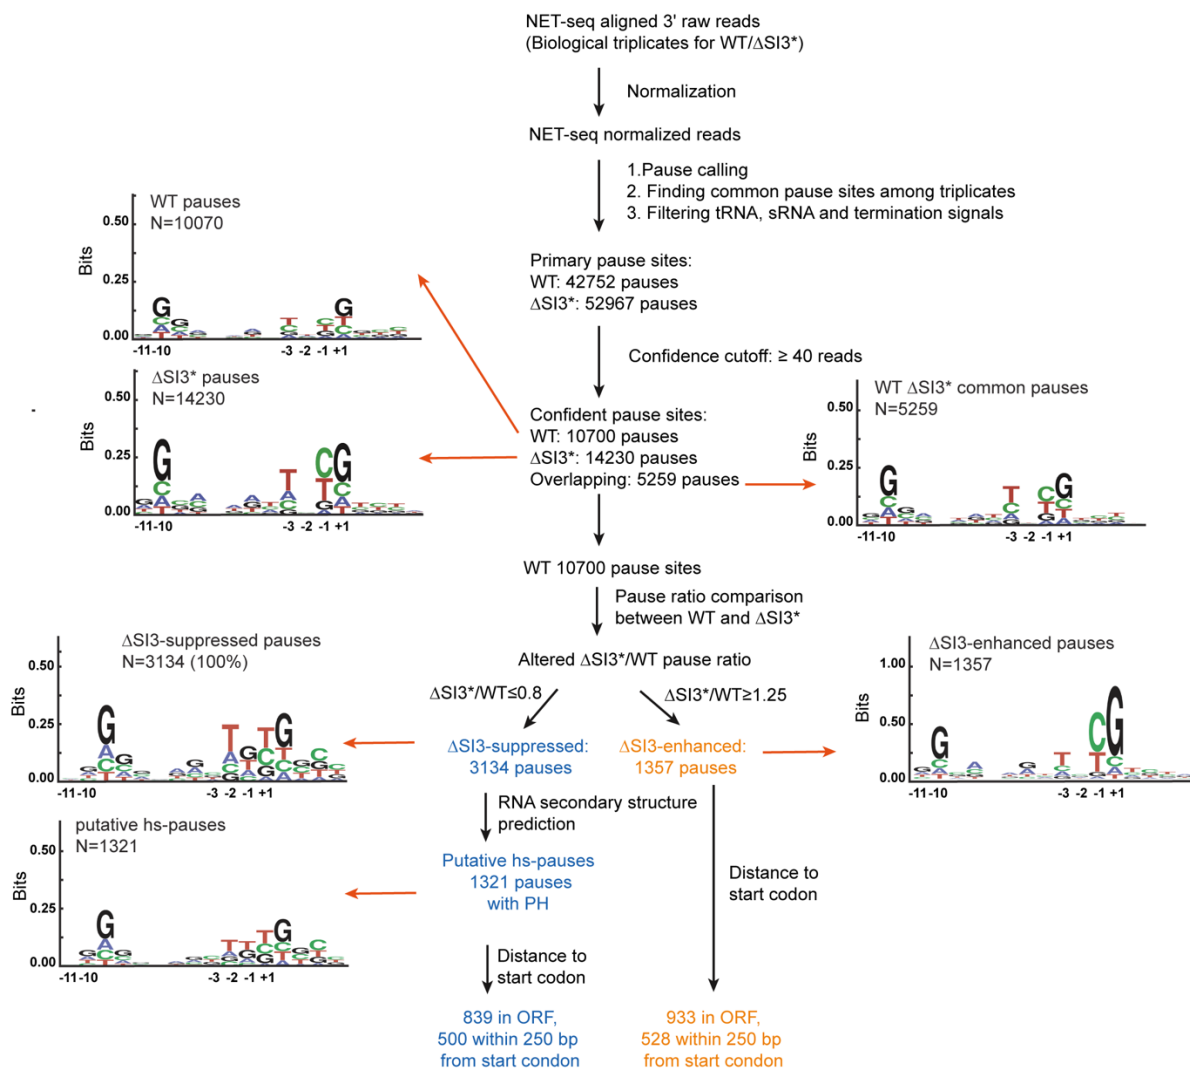 NET-seq aligned 3' raw reads
(Biological triplicates for WT/ΔSI3*)
Normalization
NET-seq normalized reads
1.Pause calling
2. Finding common pause sites among triplicates
3. Filtering tRNA, sRNA and termination signals
WT pauses
N=10070
Bits
0.50
0.25
0.00
-11-10 -3 -2 -1 +1
Primary pause sites:
WT: 42752 pauses
ΔSI3*: 52967 pauses
Confidence cutoff: ≥ 40 reads
ΔSI3* pauses
N=14230
Bits
0.50
0.25
0.00
-11-10 -3 -2 -1 +1
Confident pause sites:
WT: 10700 pauses
ΔSI3*: 14230 pauses
Overlapping: 5259 pauses
WT ΔSI3* common pauses
N=5259
Bits
0.50
0.25
0.00
-11-10 -3 -2 -1 +1
WT 10700 pause sites
Pause ratio comparison
between WT and ΔSI3*
Altered ΔSI3*/WT pause ratio
ΔSI3*/WT≤0.8
ΔSI3*/WT≥1.25
ΔSI3-suppressed pauses
N=3134 (100%)
Bits
0.50
0.25
0.00
-11-10 -3 -2 -1 +1
ΔSI3-suppressed:
3134 pauses
ΔSI3-enhanced:
1357 pauses
ΔSI3-enhanced pauses
N=1357
Bits
1.00
0.50
0.00
-11-10 -3 -2 -1 +1
RNA secondary structure
prediction
putative hs-pauses
N=1321
Bits
0.50
0.25
0.00
-11-10 -3 -2 -1 +1
Putative hs-pauses
1321 pauses
with PH
Distance to
start codon
Distance to
start codon
839 in ORF,
500 within 250 bp
from start condon
933 in ORF,
528 within 250 bp
from start condon